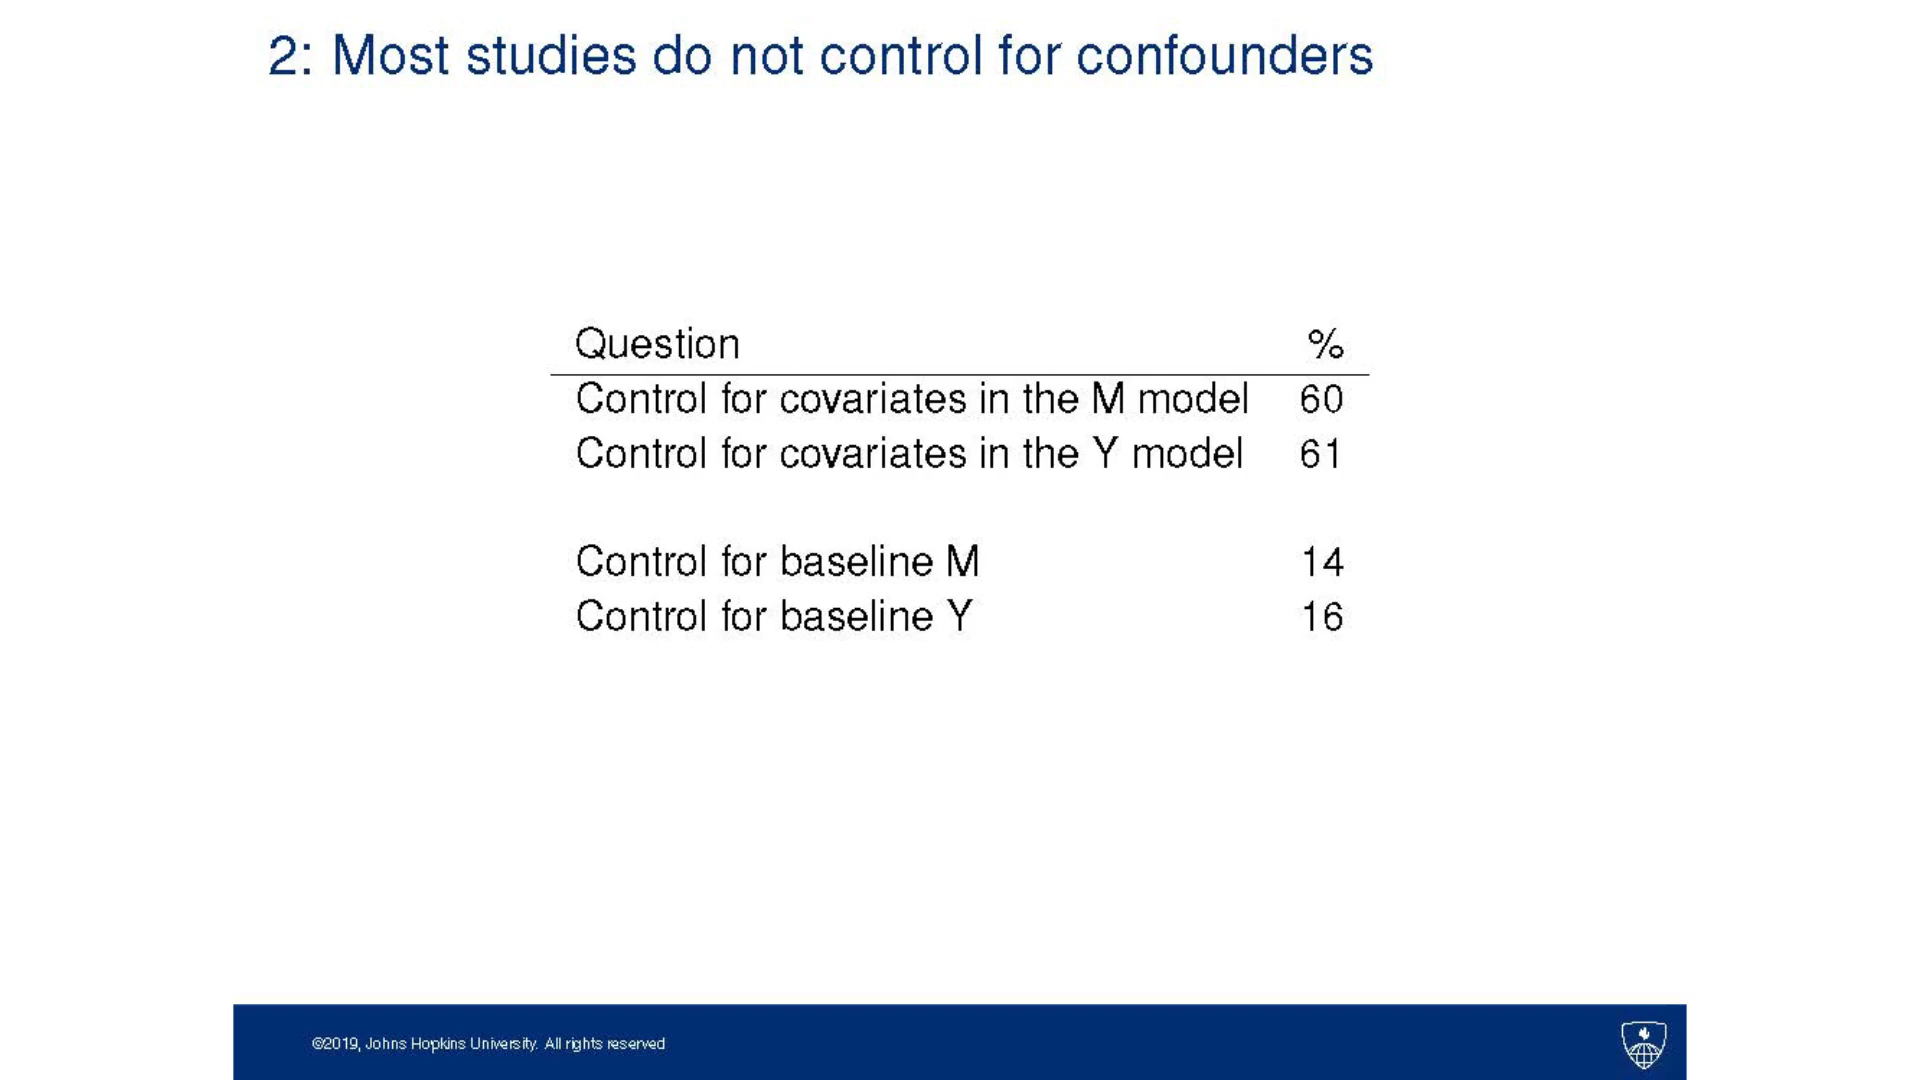 2: Most studies do not control for confounders
Question %
Control for covariates in the M model 60
Control for covariates in the Y model 61
Control for baseline M 14
Control for baseline Y 16
©2019, Johns Hopkins University. All rights reserved